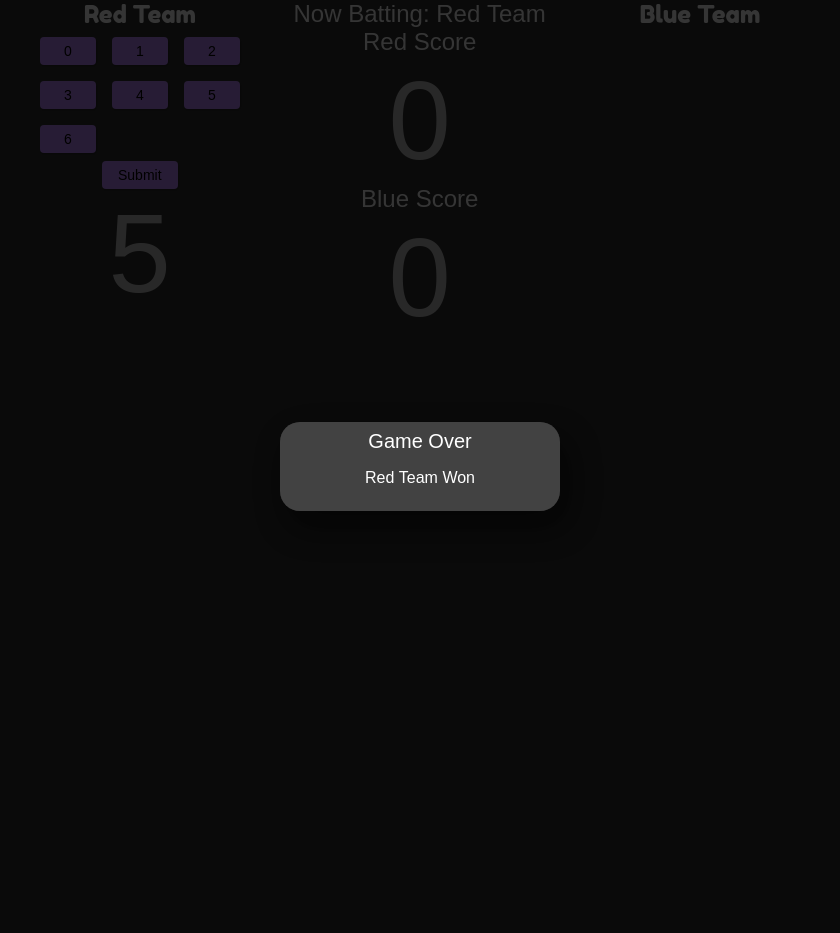 Red Team
0 1 2
3 4 5
6
Submit
5
Now Batting: Red Team
Red Score
0
Blue Score
0
Blue Team
Game Over
Red Team Won